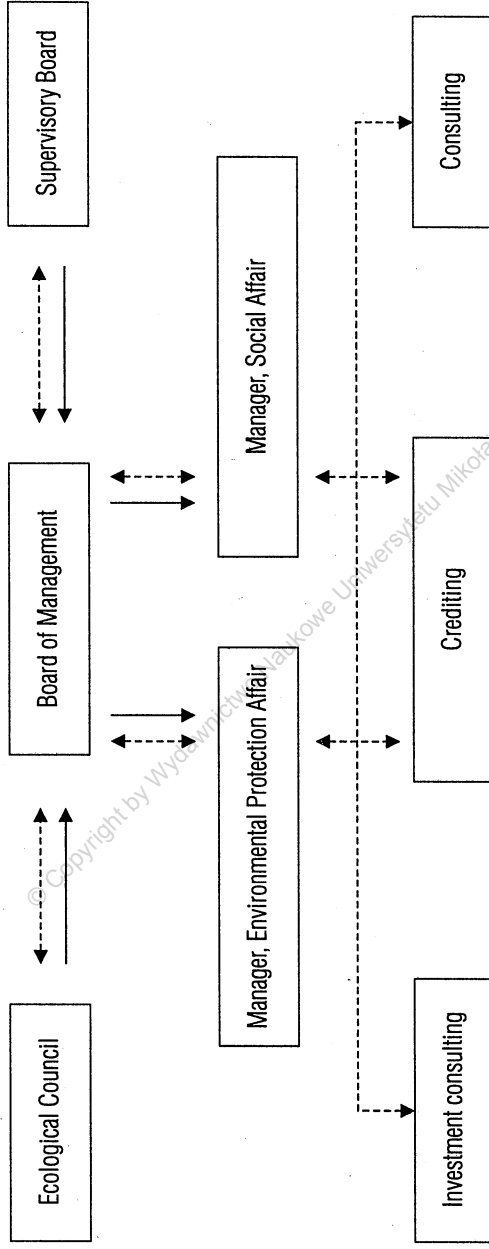 Ecological Council
Board of Management
Supervisory Board
Manager, Environmental Protection Affair
Manager, Social Affair
Investment consulting
Crediting
Consulting
© Copyright by Wydawnictwo Naukowe Uniwersytetu Mikoła